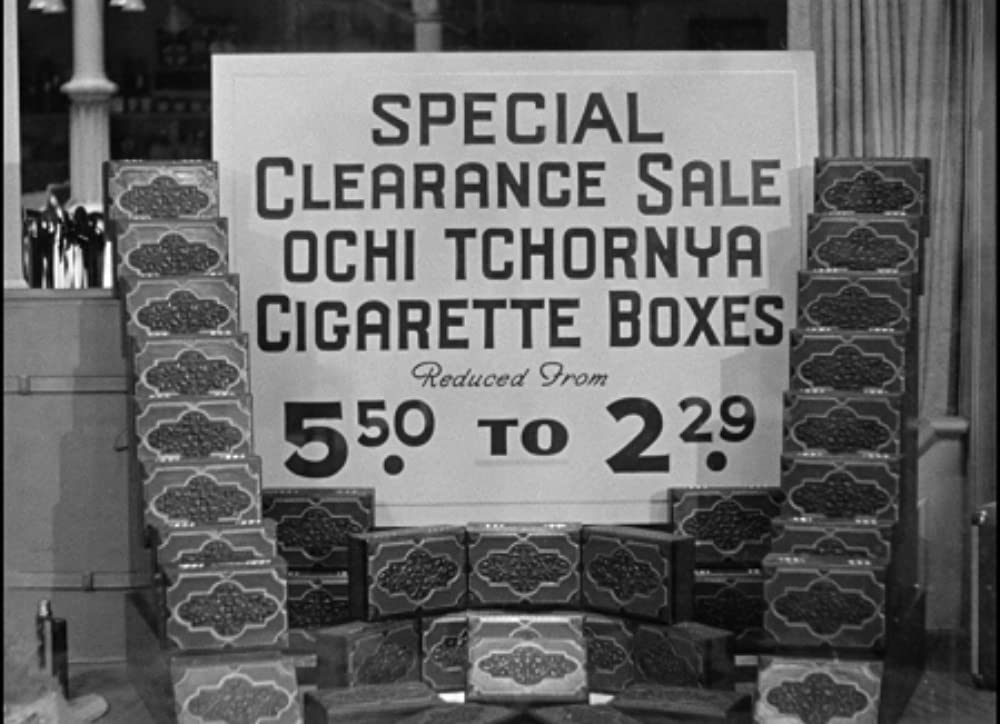 SPECIAL
CLEARANCE SALE
OCHI TCHORNYA
CIGARETTE BOXES
Reduced From
5.50 TO 2.29